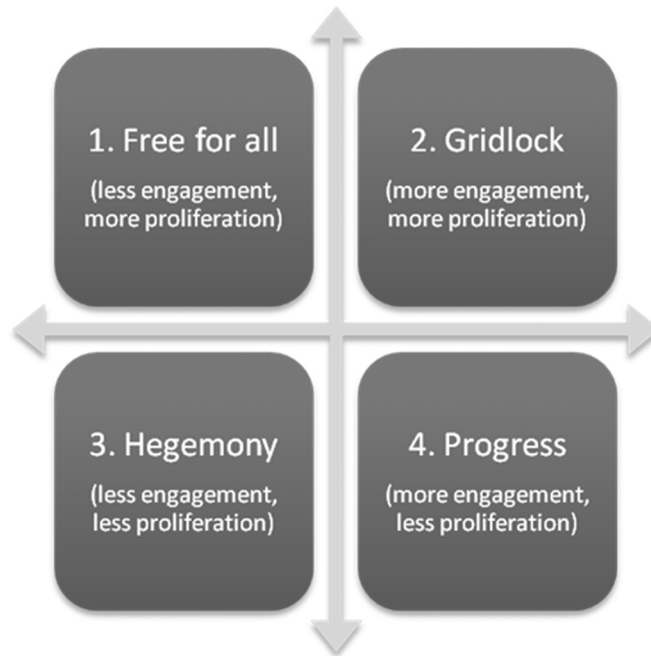 1. Free for all
(less engagement,
more proliferation)
2. Gridlock
(more engagement,
more proliferation)
3. Hegemony
(less engagement,
less proliferation)
4. Progress
(more engagement,
less proliferation)